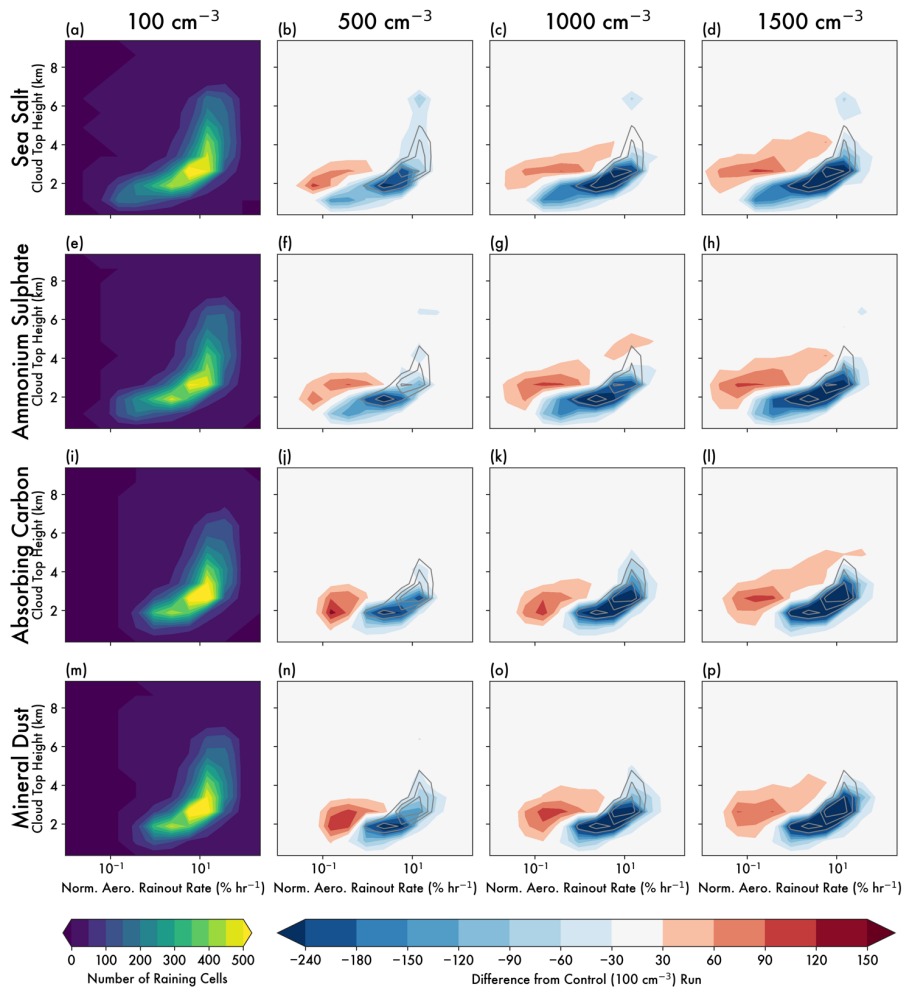 100 cm⁻³ 500 cm⁻³ 1000 cm⁻³ 1500 cm⁻³
(a) (b) (c) (d)
Sea Salt
Cloud Top Height (km)
8
6
4
2
(e) (f) (g) (h)
Ammonium Sulphate
Cloud Top Height (km)
8
6
4
2
(i) (j) (k) (l)
Absorbing Carbon
Cloud Top Height (km)
8
6
4
2
(m) (n) (o) (p)
Mineral Dust
Cloud Top Height (km)
8
6
4
2
10⁻¹ 10¹ 10⁻¹ 10¹ 10⁻¹ 10¹ 10⁻¹ 10¹
Norm. Aero. Rainout Rate (% hr⁻¹) Norm. Aero. Rainout Rate (% hr⁻¹) Norm. Aero. Rainout Rate (% hr⁻¹) Norm. Aero. Rainout Rate (% hr⁻¹)
0 100 200 300 400 500
Number of Raining Cells
−240 −180 −150 −120 −90 −60 −30 30 60 90 120 150
Difference from Control (100 cm⁻³) Run